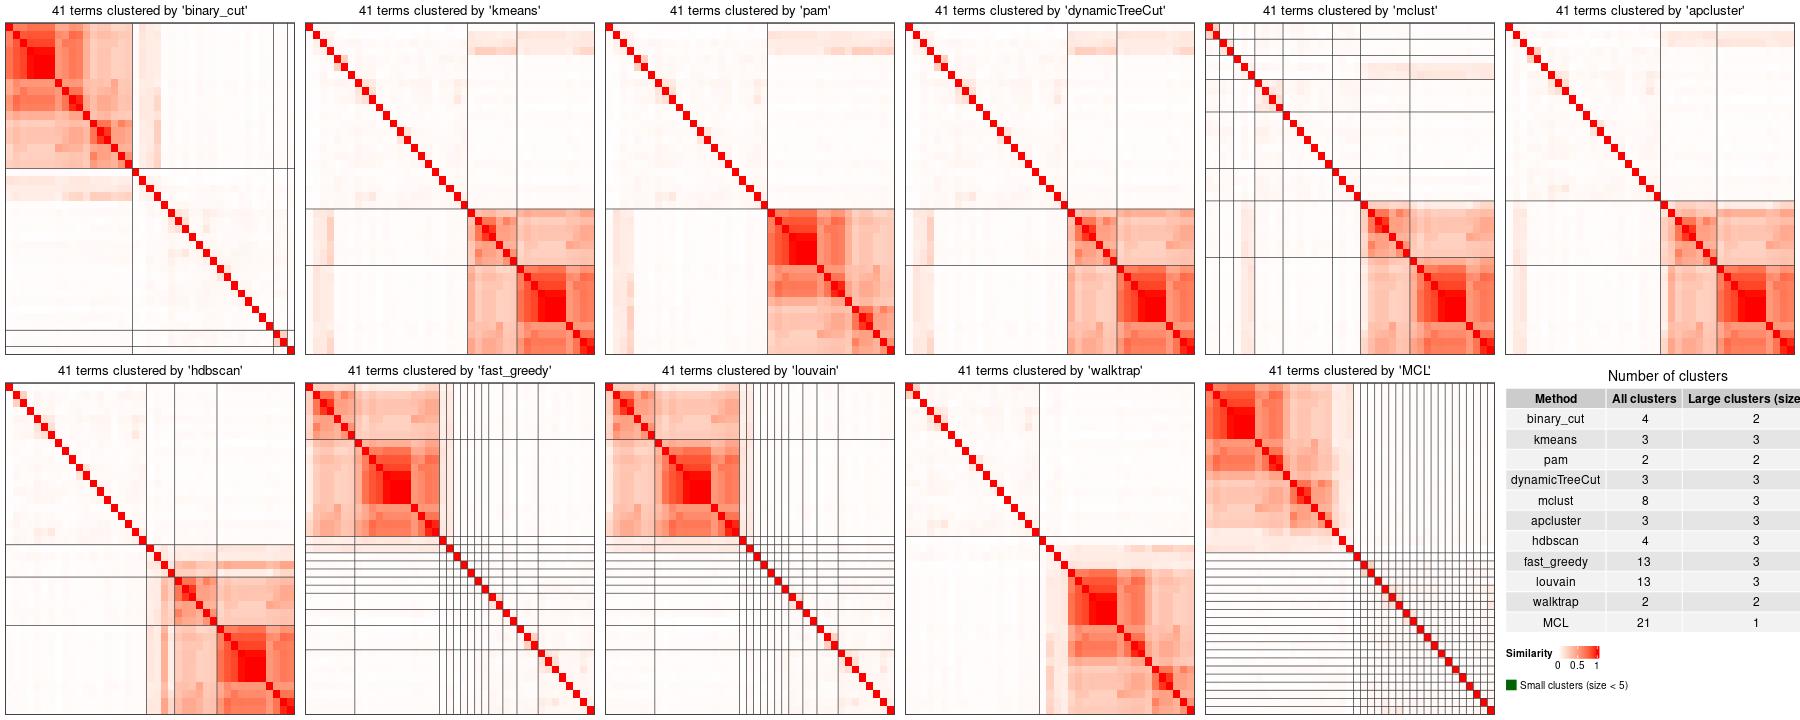 41 terms clustered by 'binary_cut'
41 terms clustered by 'kmeans'
41 terms clustered by 'pam'
41 terms clustered by 'dynamicTreeCut'
41 terms clustered by 'mclust'
41 terms clustered by 'apcluster'
41 terms clustered by 'hdbscan'
41 terms clustered by 'fast_greedy'
41 terms clustered by 'louvain'
41 terms clustered by 'walktrap'
41 terms clustered by 'MCL'
Number of clusters
Method All clusters Large clusters (size
binary_cut 4 2
kmeans 3 3
pam 2 2
dynamicTreeCut 3 3
mclust 8 3
apcluster 3 3
hdbscan 4 3
fast_greedy 13 3
louvain 13 3
walktrap 2 2
MCL 21 1
Similarity
0 0.5 1
Small clusters (size < 5)